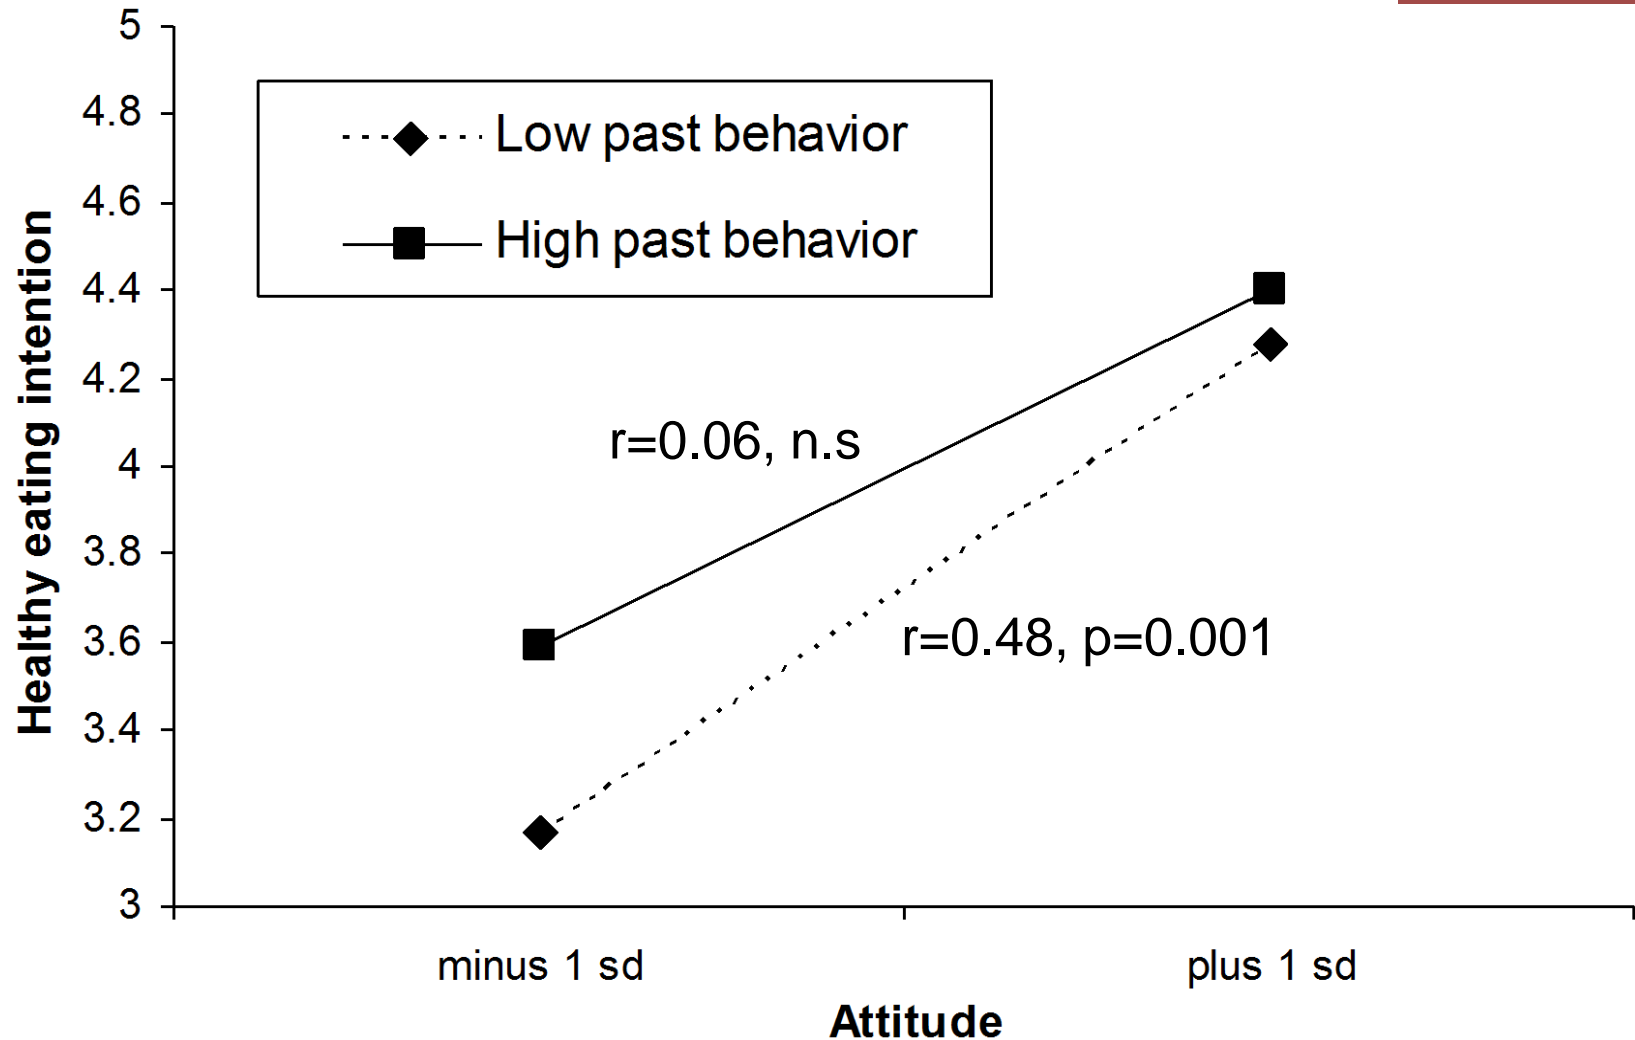 5
4.8
4.6
4.4
4.2
4
3.8
3.6
3.4
3.2
3
Healthy eating intention
Low past behavior
High past behavior
r=0.06, n.s
r=0.48, p=0.001
minus 1 sd
plus 1 sd
Attitude